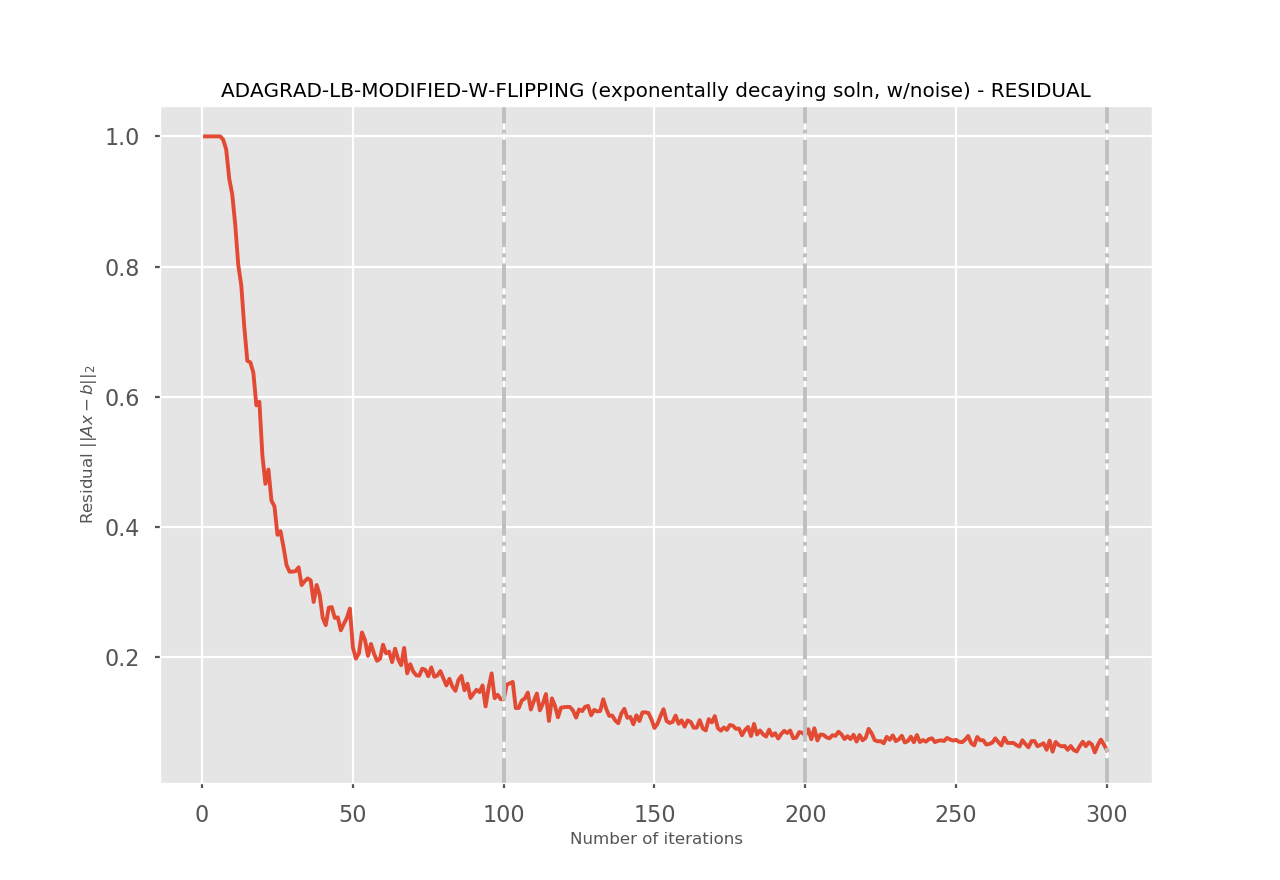 ADAGRAD-LB-MODIFIED-W-FLIPPING (exponentially decaying soln, w/noise) - RESIDUAL
1.0
0.8
0.6
0.4
0.2
Residual ||Ax − b||₂
0 50 100 150 200 250 300
Number of iterations